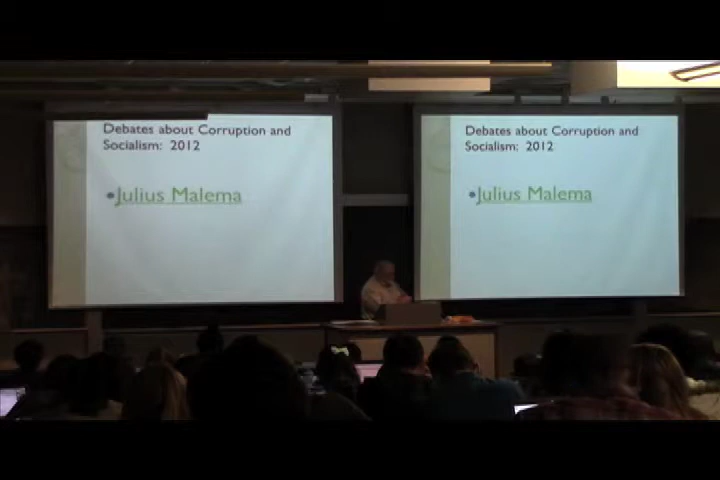 Debates about Corruption and
Socialism: 2012
•Julius Malema
Debates about Corruption and
Socialism: 2012
•Julius Malema